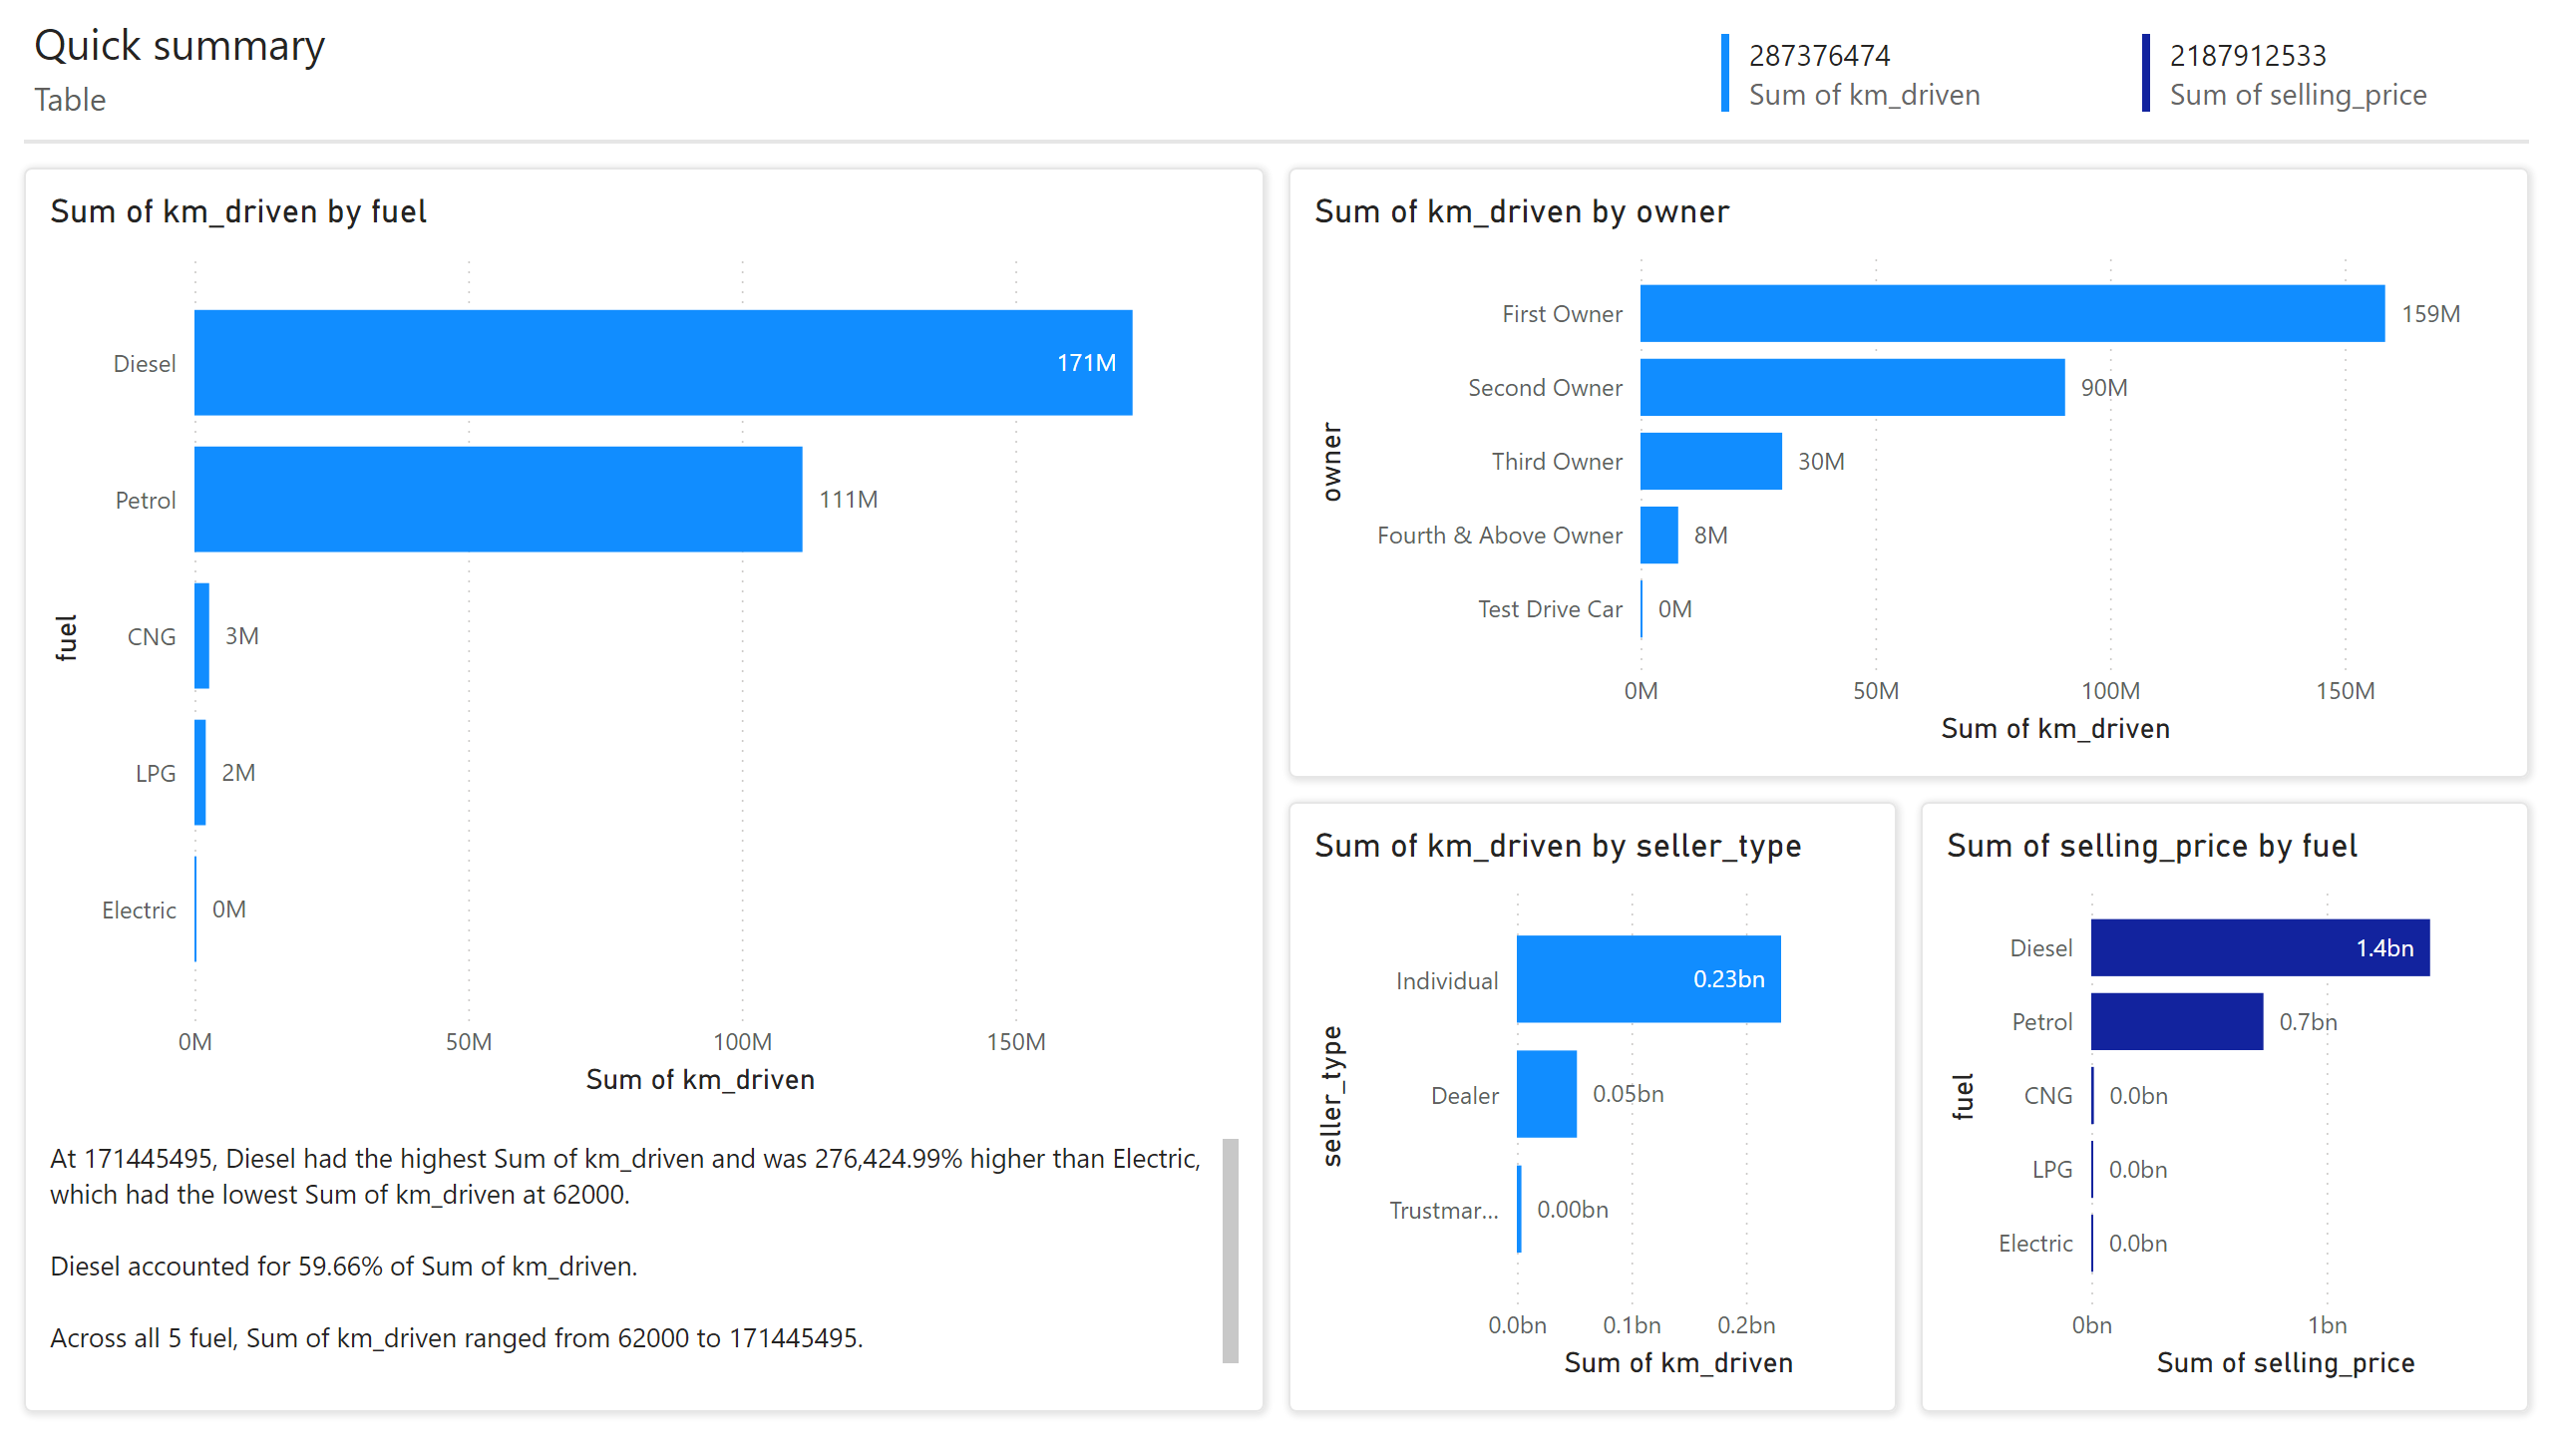 Quick summary
Table
287376474
Sum of km_driven
2187912533
Sum of selling_price
Sum of km_driven by fuel
fuel
Diesel
171M
Petrol
111M
CNG
3M
LPG
2M
Electric
0M
0M 50M 100M 150M
Sum of km_driven
At 171445495, Diesel had the highest Sum of km_driven and was 276,424.99% higher than Electric,
which had the lowest Sum of km_driven at 62000.
Diesel accounted for 59.66% of Sum of km_driven.
Across all 5 fuel, Sum of km_driven ranged from 62000 to 171445495.
Sum of km_driven by owner
owner
First Owner
159M
Second Owner
90M
Third Owner
30M
Fourth & Above Owner
8M
Test Drive Car
0M
0M 50M 100M 150M
Sum of km_driven
Sum of km_driven by seller_type
seller_type
Individual
0.23bn
Dealer
0.05bn
Trustmar...
0.00bn
0.0bn 0.1bn 0.2bn
Sum of km_driven
Sum of selling_price by fuel
fuel
Diesel
1.4bn
Petrol
0.7bn
CNG
0.0bn
LPG
0.0bn
Electric
0.0bn
0bn 1bn
Sum of selling_price